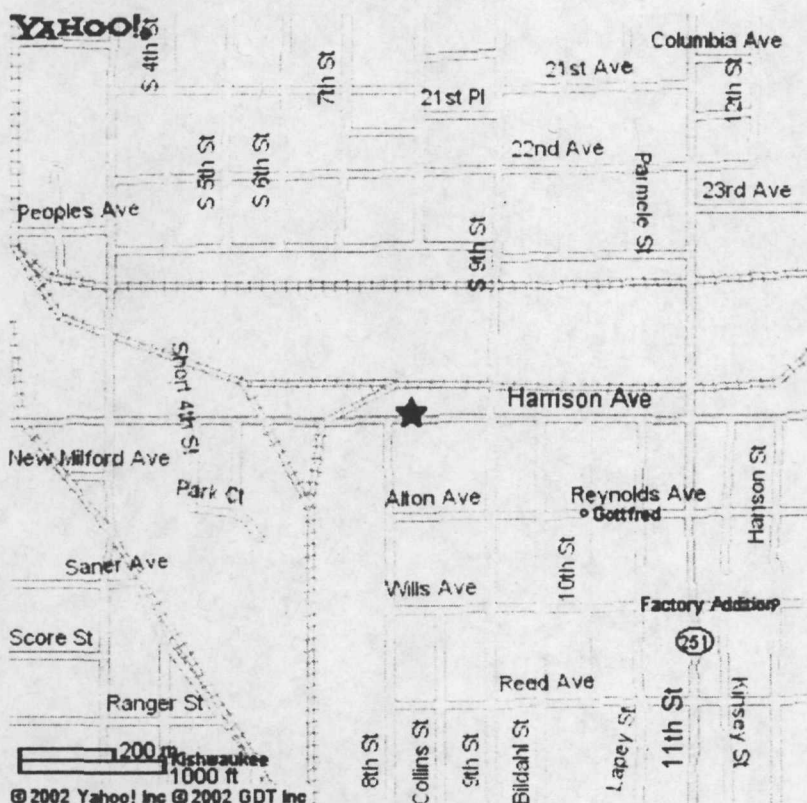 YAHOO!
S 4th St
7th St
Columbia Ave
21st Ave
12th St
21st Pl
22nd Ave
S 5th St
S 6th St
Parmele St
23rd Ave
Peoples Ave
S 9th St
Short 4th St
Harrison Ave
New Milford Ave
Park Ct
Alton Ave
Reynolds Ave
Gottfred
Hanson St
Saner Ave
10th St
Wills Ave
Factory Addition
251
Score St
Reed Ave
Ranger St
8th St
Collins St
9th St
Bildahl St
Lapey St
11th St
Kinsey St
200 m
Kishwaukee
1000 ft
© 2002 Yahoo! Inc © 2002 GDT Inc